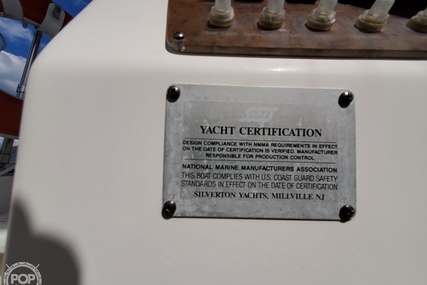 YACHT CERTIFICATION
DESIGN COMPLIANCE WITH NMMA REQUIREMENTS IN EFFECT
ON THE DATE OF CERTIFICATION IS VERIFIED. MANUFACTURER
RESPONSIBLE FOR PRODUCTION CONTROL
NATIONAL MARINE MANUFACTURERS ASSOCIATION
THIS BOAT COMPLIES WITH U.S. COAST GUARD SAFETY
STANDARDS IN EFFECT ON THE DATE OF CERTIFICATION
SILVERTON YACHTS, MILLVILLE NJ
POP